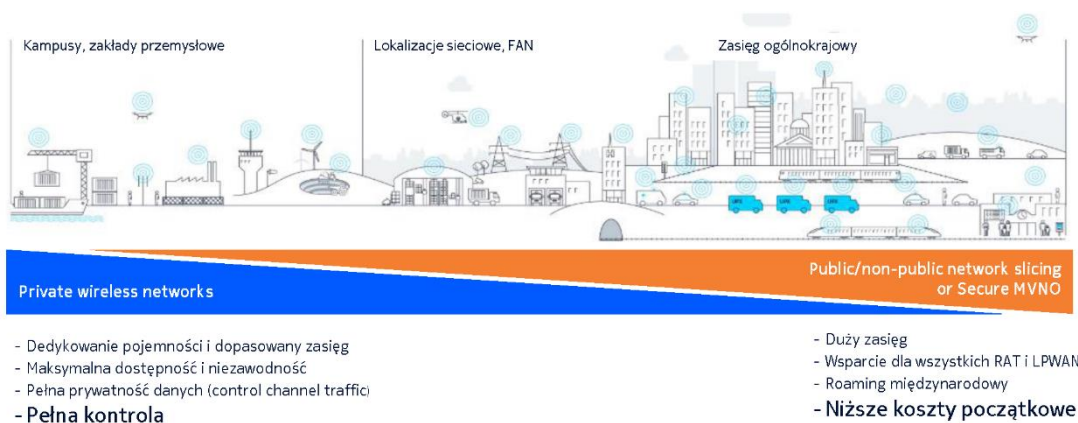 Kampusy, zakłady przemysłowe
Lokalizacje sieciowe, FAN
Zasięg ogólnokrajowy
Private wireless networks
Public/non-public network slicing
or Secure MVNO
- Dedykowanie pojemności i dopasowany zasięg
- Maksymalna dostępność i niezawodność
- Pełna prywatność danych (control channel traffic)
- Pełna kontrola
- Duży zasięg
- Wsparcie dla wszystkich RAT i LPWAN
- Roaming międzynarodowy
- Niższe koszty początkowe